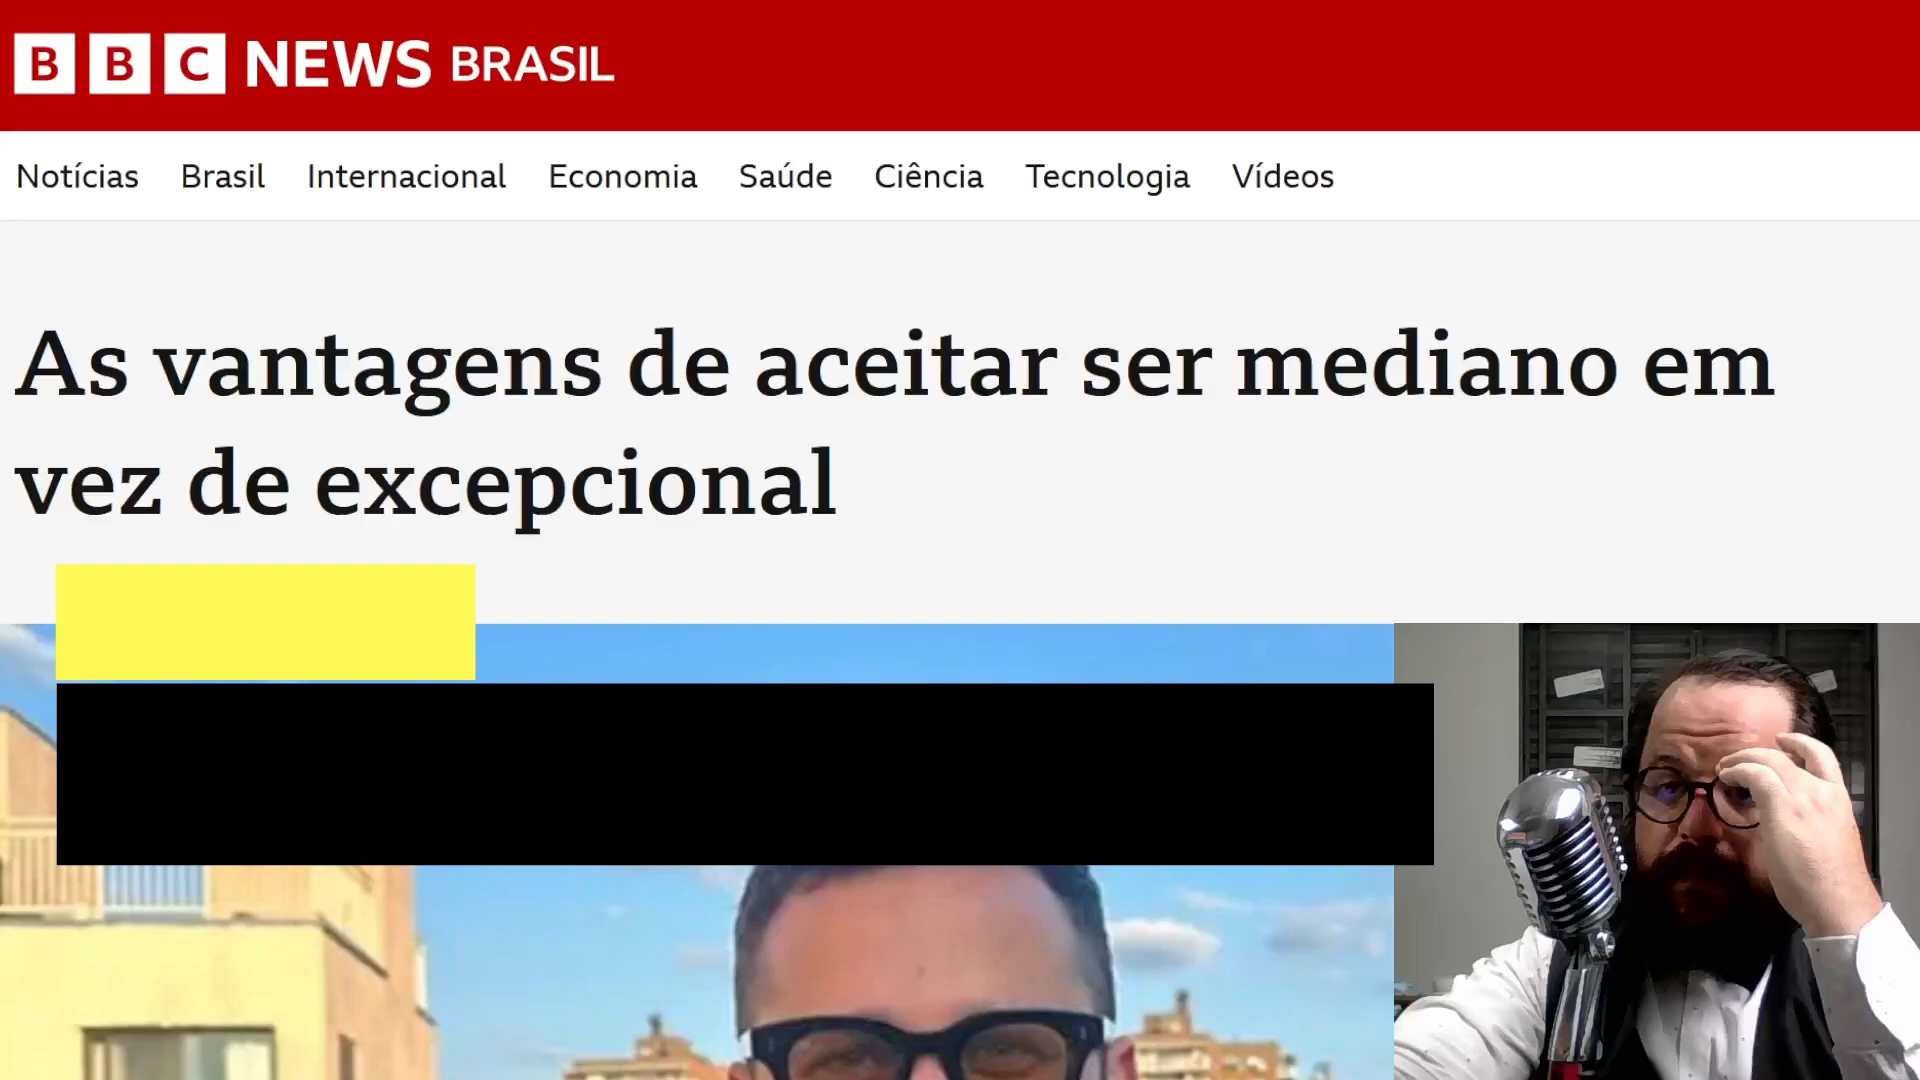 BBC NEWS BRASIL
Notícias Brasil Internacional Economia Saúde Ciência Tecnologia Vídeos
As vantagens de aceitar ser mediano em
vez de excepcional